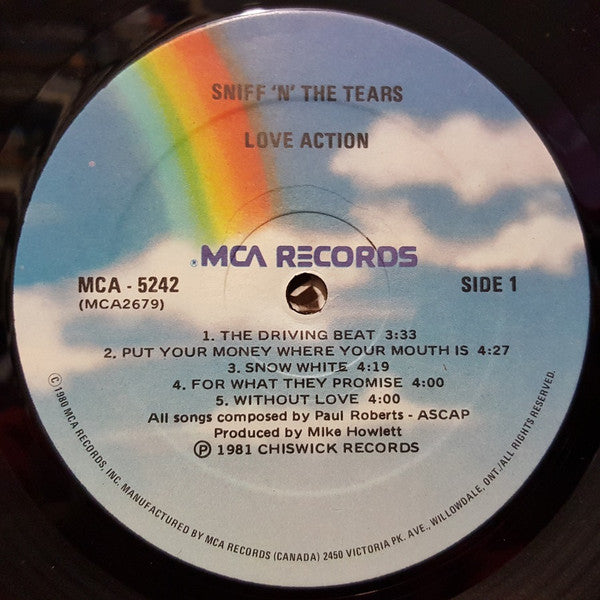 SNIFF 'N' THE TEARS
LOVE ACTION
® MCA RECORDS
MCA - 5242
(MCA2679)
SIDE 1
1. THE DRIVING BEAT 3:33
2. PUT YOUR MONEY WHERE YOUR MOUTH IS 4:27
3. SNOW WHITE 4:19
4. FOR WHAT THEY PROMISE 4:00
5. WITHOUT LOVE 4:00
All songs composed by Paul Roberts - ASCAP
Produced by Mike Howlett
℗ 1981 CHISWICK RECORDS
© 1980 MCA RECORDS, INC. MANUFACTURED BY MCA RECORDS (CANADA) 2450 VICTORIA PK. AVE., WILLOWDALE, ONT./ALL RIGHTS RESERVED.